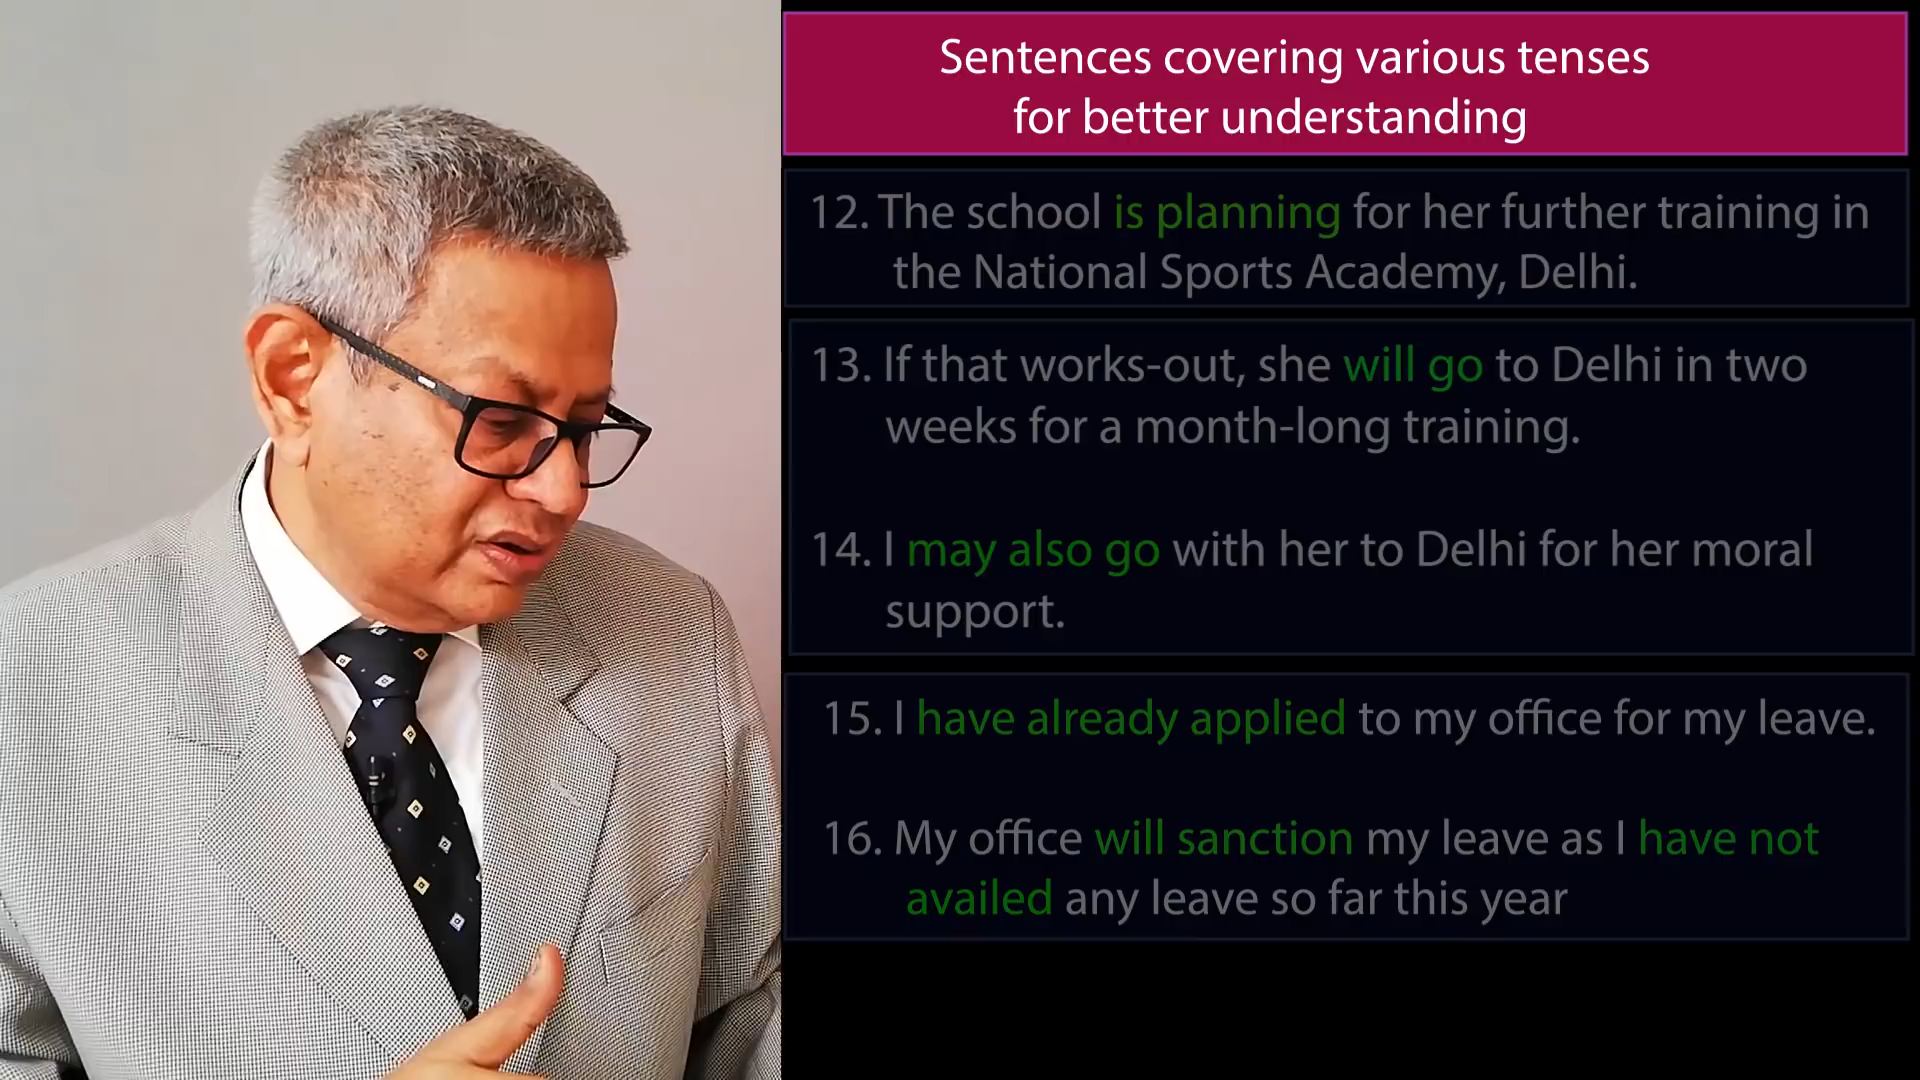 Sentences covering various tenses
for better understanding
12. The school is planning for her further training in
the National Sports Academy, Delhi.
13. If that works-out, she will go to Delhi in two
weeks for a month-long training.
14. I may also go with her to Delhi for her moral
support.
15. I have already applied to my office for my leave.
16. My office will sanction my leave as I have not
availed any leave so far this year